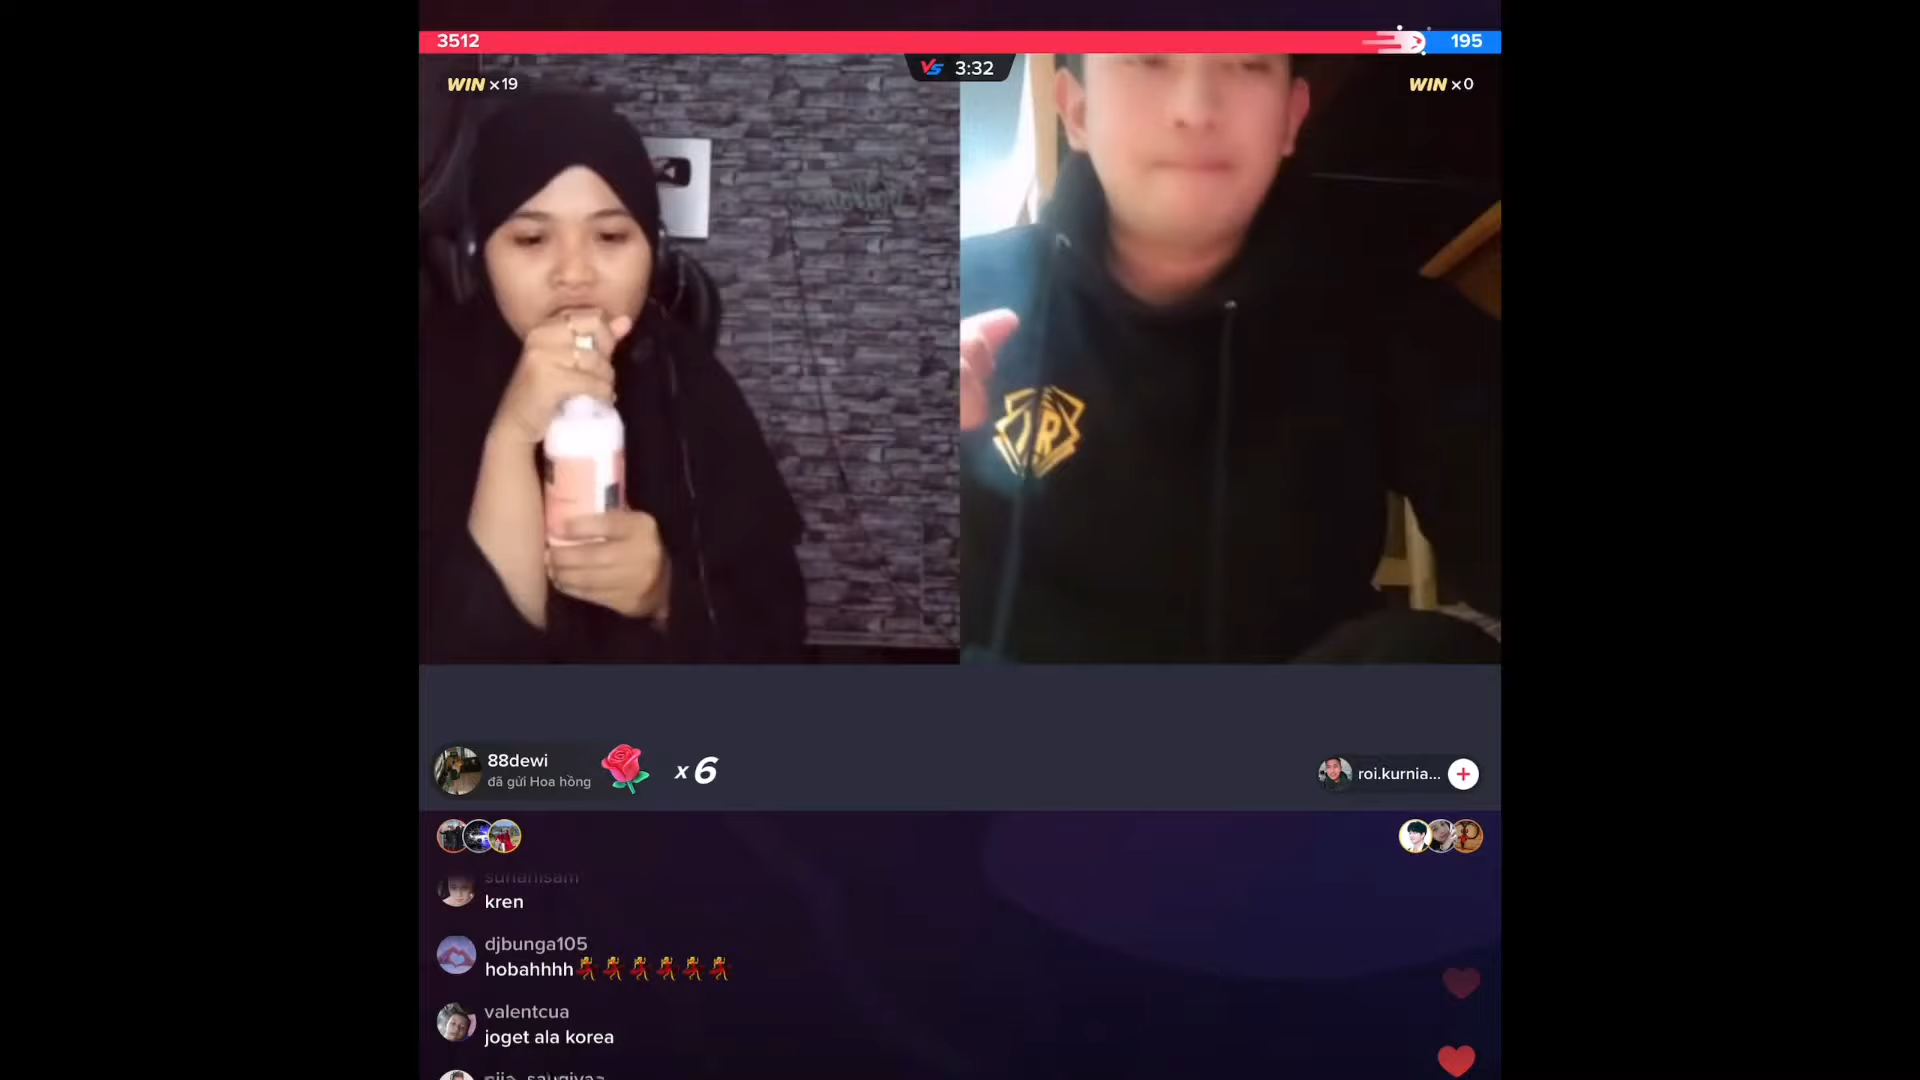 3512
195
VS 3:32
WIN x19
WIN x0
R
88dewi
đã gửi Hoa hồng
x 6
roi.kurnia...
kren
djbunga105
hobahhhh
valentcua
joget ala korea